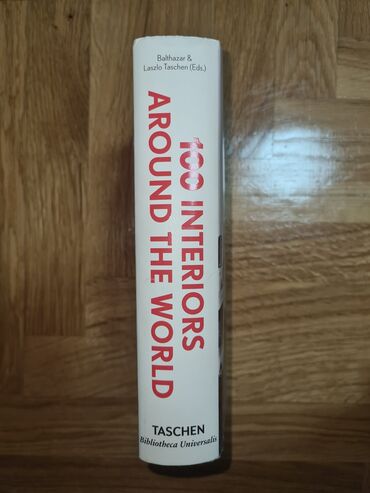 Balthazar &
Laszlo Taschen (Eds.)
100 INTERIORS
AROUND THE WORLD
TASCHEN
Bibliotheca Universalis